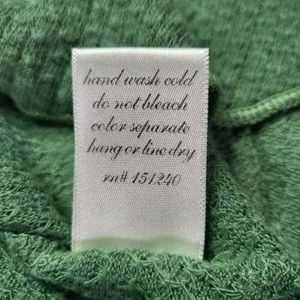 hand wash cold
do not bleach
color separate
hang or line dry
rn# 151240